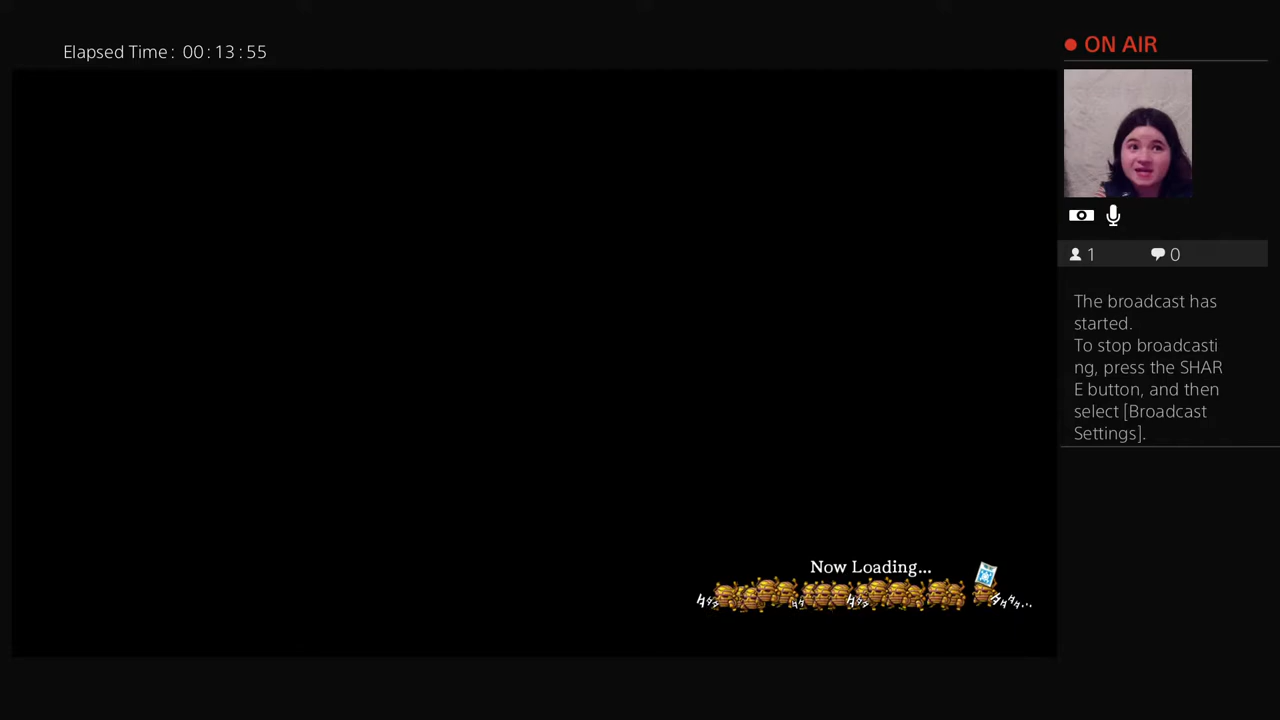 Elapsed Time: 00:13:55
ON AIR
1
0
The broadcast has
started.
To stop broadcasti
ng, press the SHAR
E button, and then
select [Broadcast
Settings].
Now Loading...